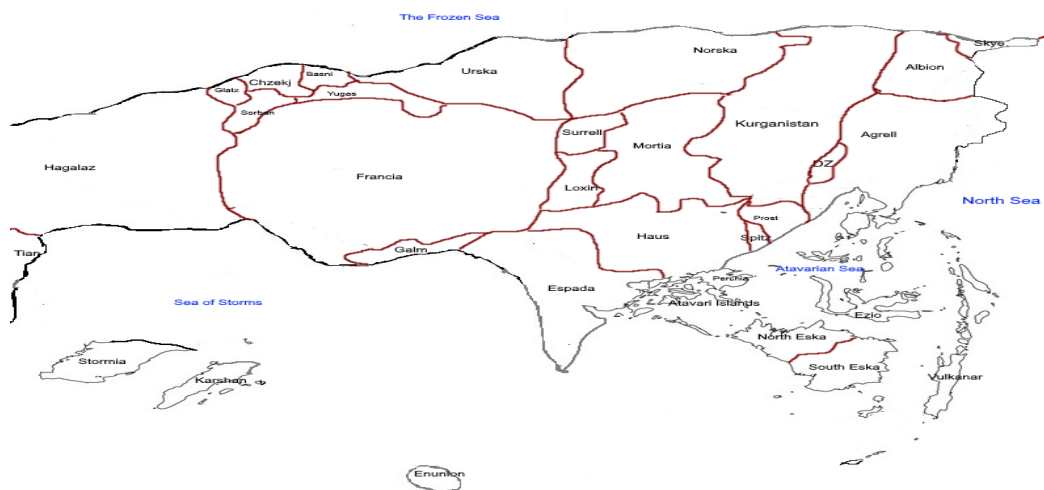 The Frozen Sea
Skye
Norska
Albion
Urska
Basni
Chzekj
Glatz
Yugas
Sorban
Kurganistan
Surrell
Agrell
Mortia
DZ
Hagalaz
Francia
Loxin
North Sea
Prost
Haus
Spitz
Galm
Tian
Atavarian Sea
Perchia
Espada
Sea of Storms
Atavari Islands
Ezio
North Eska
Stormia
South Eska
Karshan
Vulkanar
Enunion